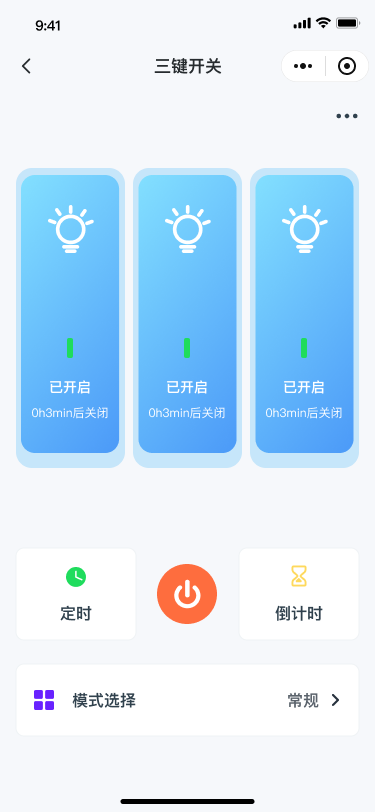 9:41
三键开关
已开启
0h3min后关闭
已开启
0h3min后关闭
已开启
0h3min后关闭
定时
倒计时
模式选择
常规